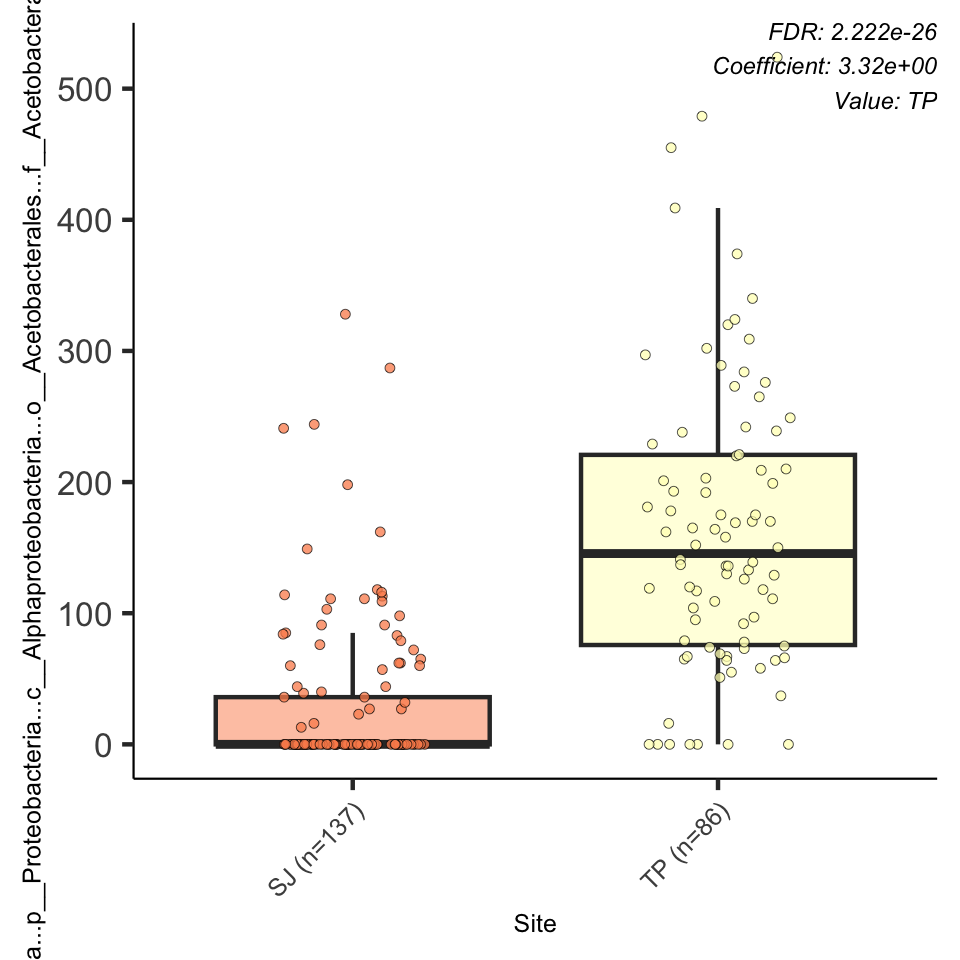 FDR: 2.222e-26
Coefficient: 3.32e+00
Value: TP
500
400
300
200
100
0
a...p__Proteobacteria...c__Alphaproteobacteria...o__Acetobacterales...f__Acetobactera
SJ (n=137)
TP (n=86)
Site